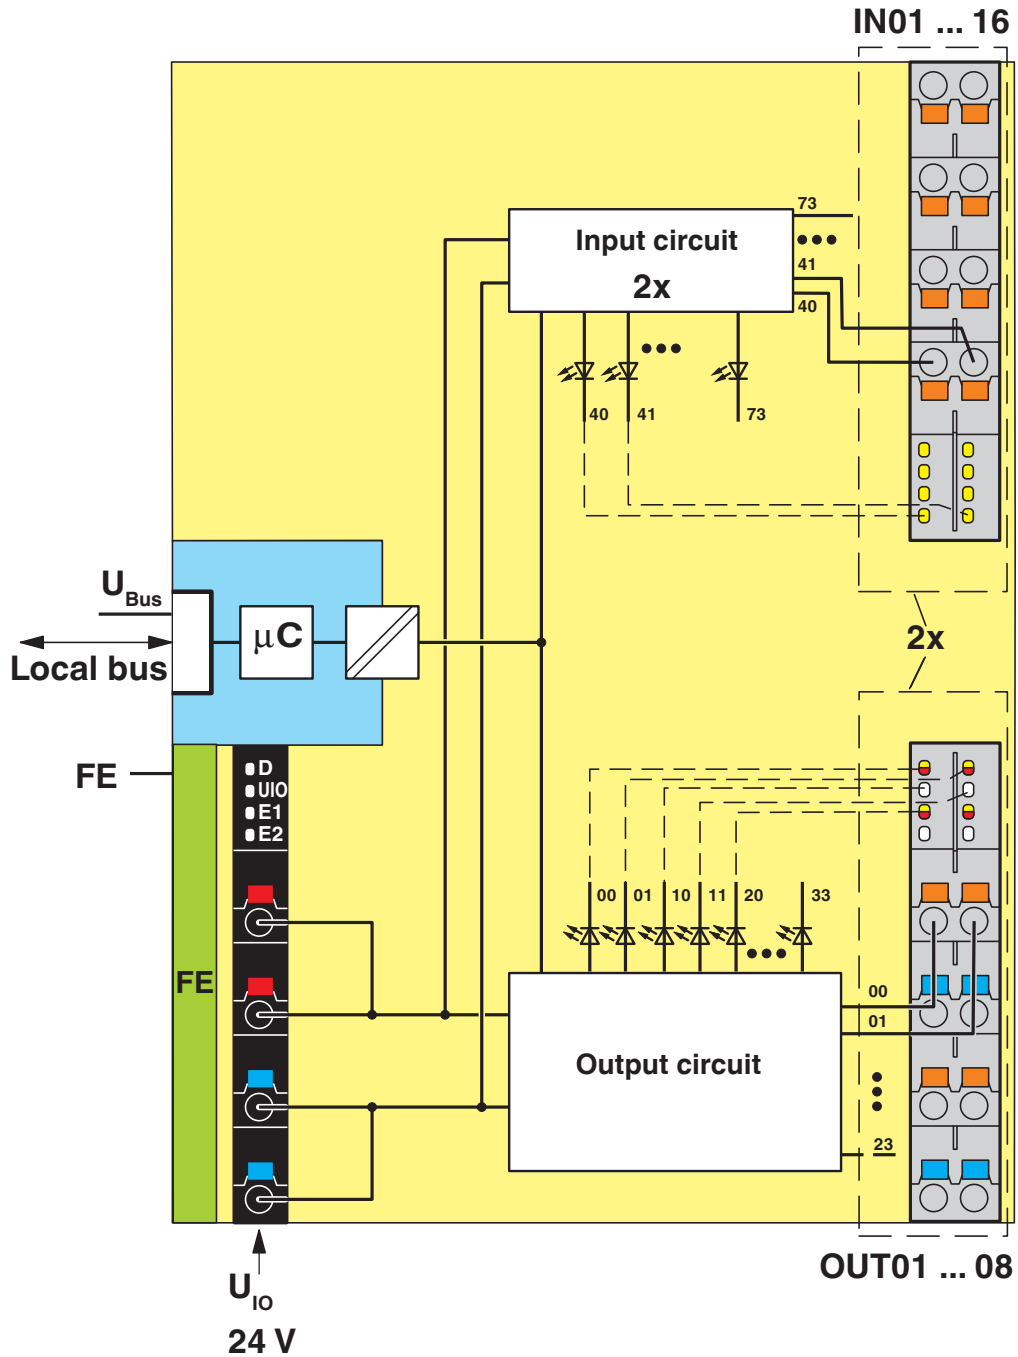 IN01 ... 16
73
Input circuit
2x
41
40
40
41
73
U Bus
μC
Local bus
2x
FE
D
UIO
E1
E2
00
01
10
11
20
33
FE
00
01
Output circuit
23
OUT01 ... 08
U IO
24 V